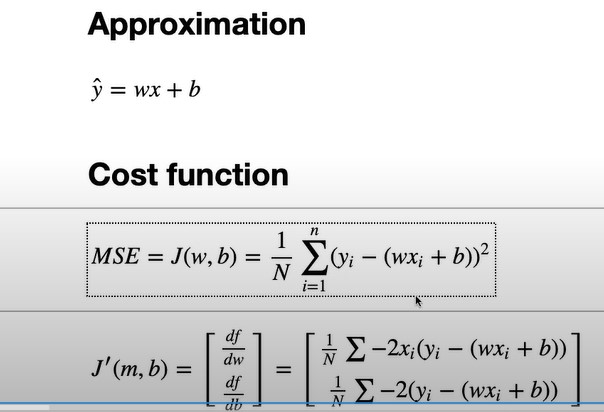 Approximation
ŷ = wx + b
Cost function
MSE = J(w, b) = \frac{1}{N} \sum_{i=1}^{n} (y_i − (wx_i + b))^2
J′(m, b) = \begin{bmatrix} \frac{df}{dw} \\ \frac{df}{db} \end{bmatrix} = \begin{bmatrix} \frac{1}{N} \sum −2x_i(y_i − (wx_i + b)) \\ \frac{1}{N} \sum −2(y_i − (wx_i + b)) \end{bmatrix}